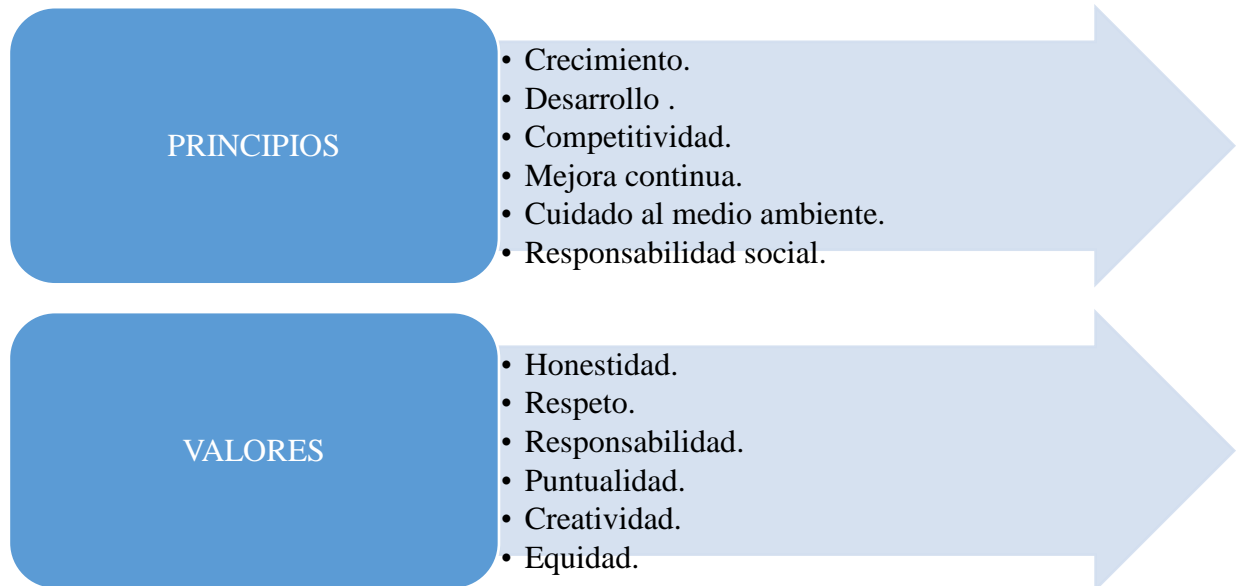 PRINCIPIOS
• Crecimiento.
• Desarrollo .
• Competitividad.
• Mejora continua.
• Cuidado al medio ambiente.
• Responsabilidad social.
VALORES
• Honestidad.
• Respeto.
• Responsabilidad.
• Puntualidad.
• Creatividad.
• Equidad.